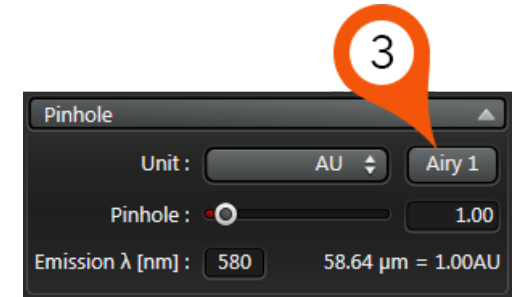 3
Pinhole
Unit : AU Airy 1
Pinhole : 1.00
Emission λ [nm] : 580 58.64 μm = 1.00AU